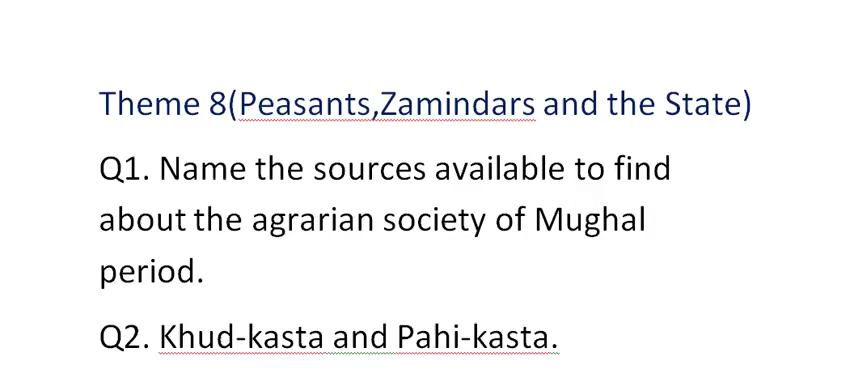 Theme 8(Peasants,Zamindars and the State)
Q1. Name the sources available to find
about the agrarian society of Mughal
period.
Q2. Khud-kasta and Pahi-kasta.